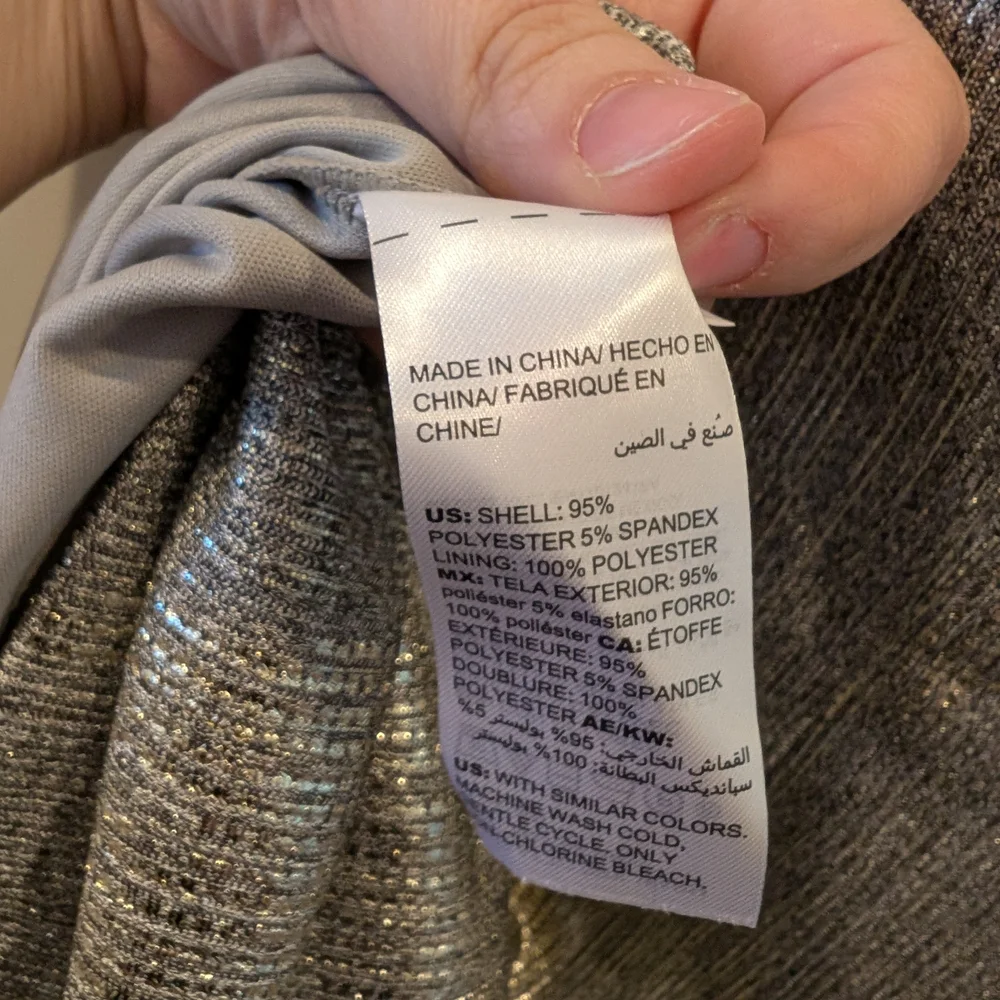 MADE IN CHINA/ HECHO EN
CHINA/ FABRIQUÉ EN
CHINE/
صُنع في الصين
US: SHELL: 95%
POLYESTER 5% SPANDEX
LINING: 100% POLYESTER
MX: TELA EXTERIOR: 95%
poliéster 5% elastano FORRO:
100% poliéster CA: ÉTOFFE
EXTÉRIEURE: 95%
POLYESTER 5% SPANDEX
DOUBLURE: 100%
POLYESTER AE/KW:
القماش الخارجي: 95% بوليستر 5%
سبانديكس البطانة: 100% بوليستر
US: WITH SIMILAR COLORS.
MACHINE WASH COLD,
CYCLE, ONLY
CHLORINE BLEACH.